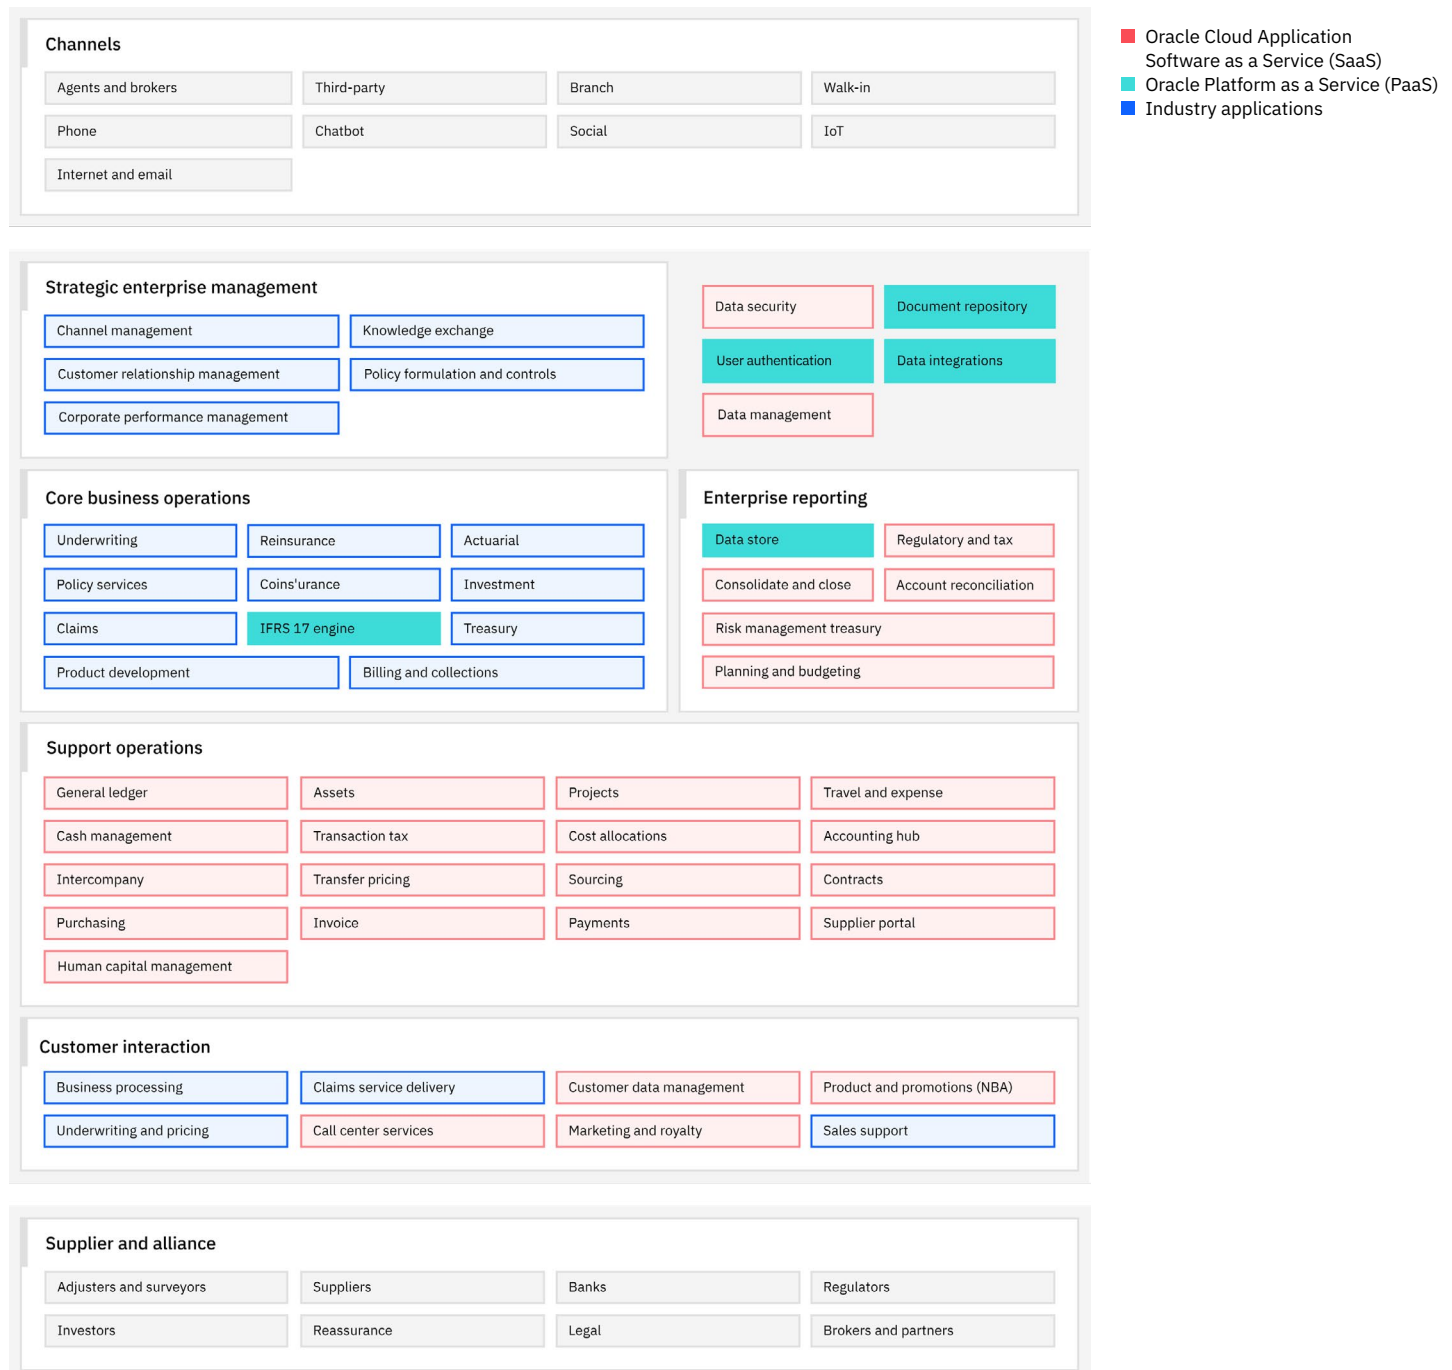 Channels
Agents and brokers
Third-party
Branch
Walk-in
Phone
Chatbot
Social
IoT
Internet and email
Oracle Cloud Application
Software as a Service (SaaS)
Oracle Platform as a Service (PaaS)
Industry applications
Strategic enterprise management
Channel management
Knowledge exchange
Customer relationship management
Policy formulation and controls
Corporate performance management
Data security
Document repository
User authentication
Data integrations
Data management
Core business operations
Underwriting
Reinsurance
Actuarial
Policy services
Coins'urance
Investment
Claims
IFRS 17 engine
Treasury
Product development
Billing and collections
Enterprise reporting
Data store
Regulatory and tax
Consolidate and close
Account reconciliation
Risk management treasury
Planning and budgeting
Support operations
General ledger
Assets
Projects
Travel and expense
Cash management
Transaction tax
Cost allocations
Accounting hub
Intercompany
Transfer pricing
Sourcing
Contracts
Purchasing
Invoice
Payments
Supplier portal
Human capital management
Customer interaction
Business processing
Claims service delivery
Customer data management
Product and promotions (NBA)
Underwriting and pricing
Call center services
Marketing and royalty
Sales support
Supplier and alliance
Adjusters and surveyors
Suppliers
Banks
Regulators
Investors
Reassurance
Legal
Brokers and partners